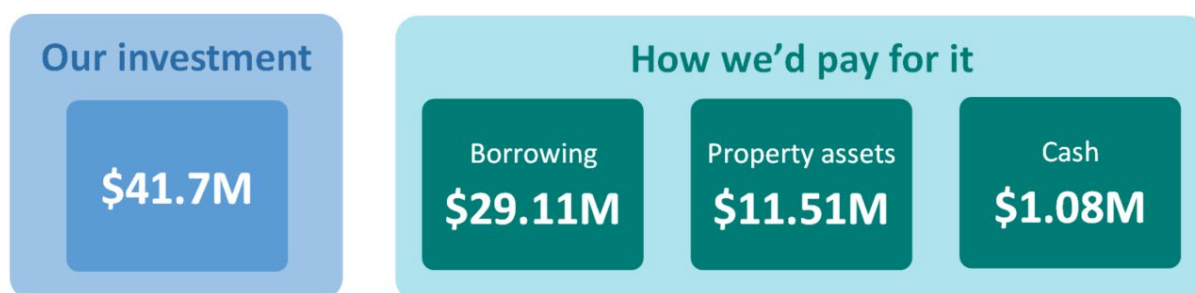 Our investment
$41.7M
How we'd pay for it
Borrowing
$29.11M
Property assets
$11.51M
Cash
$1.08M